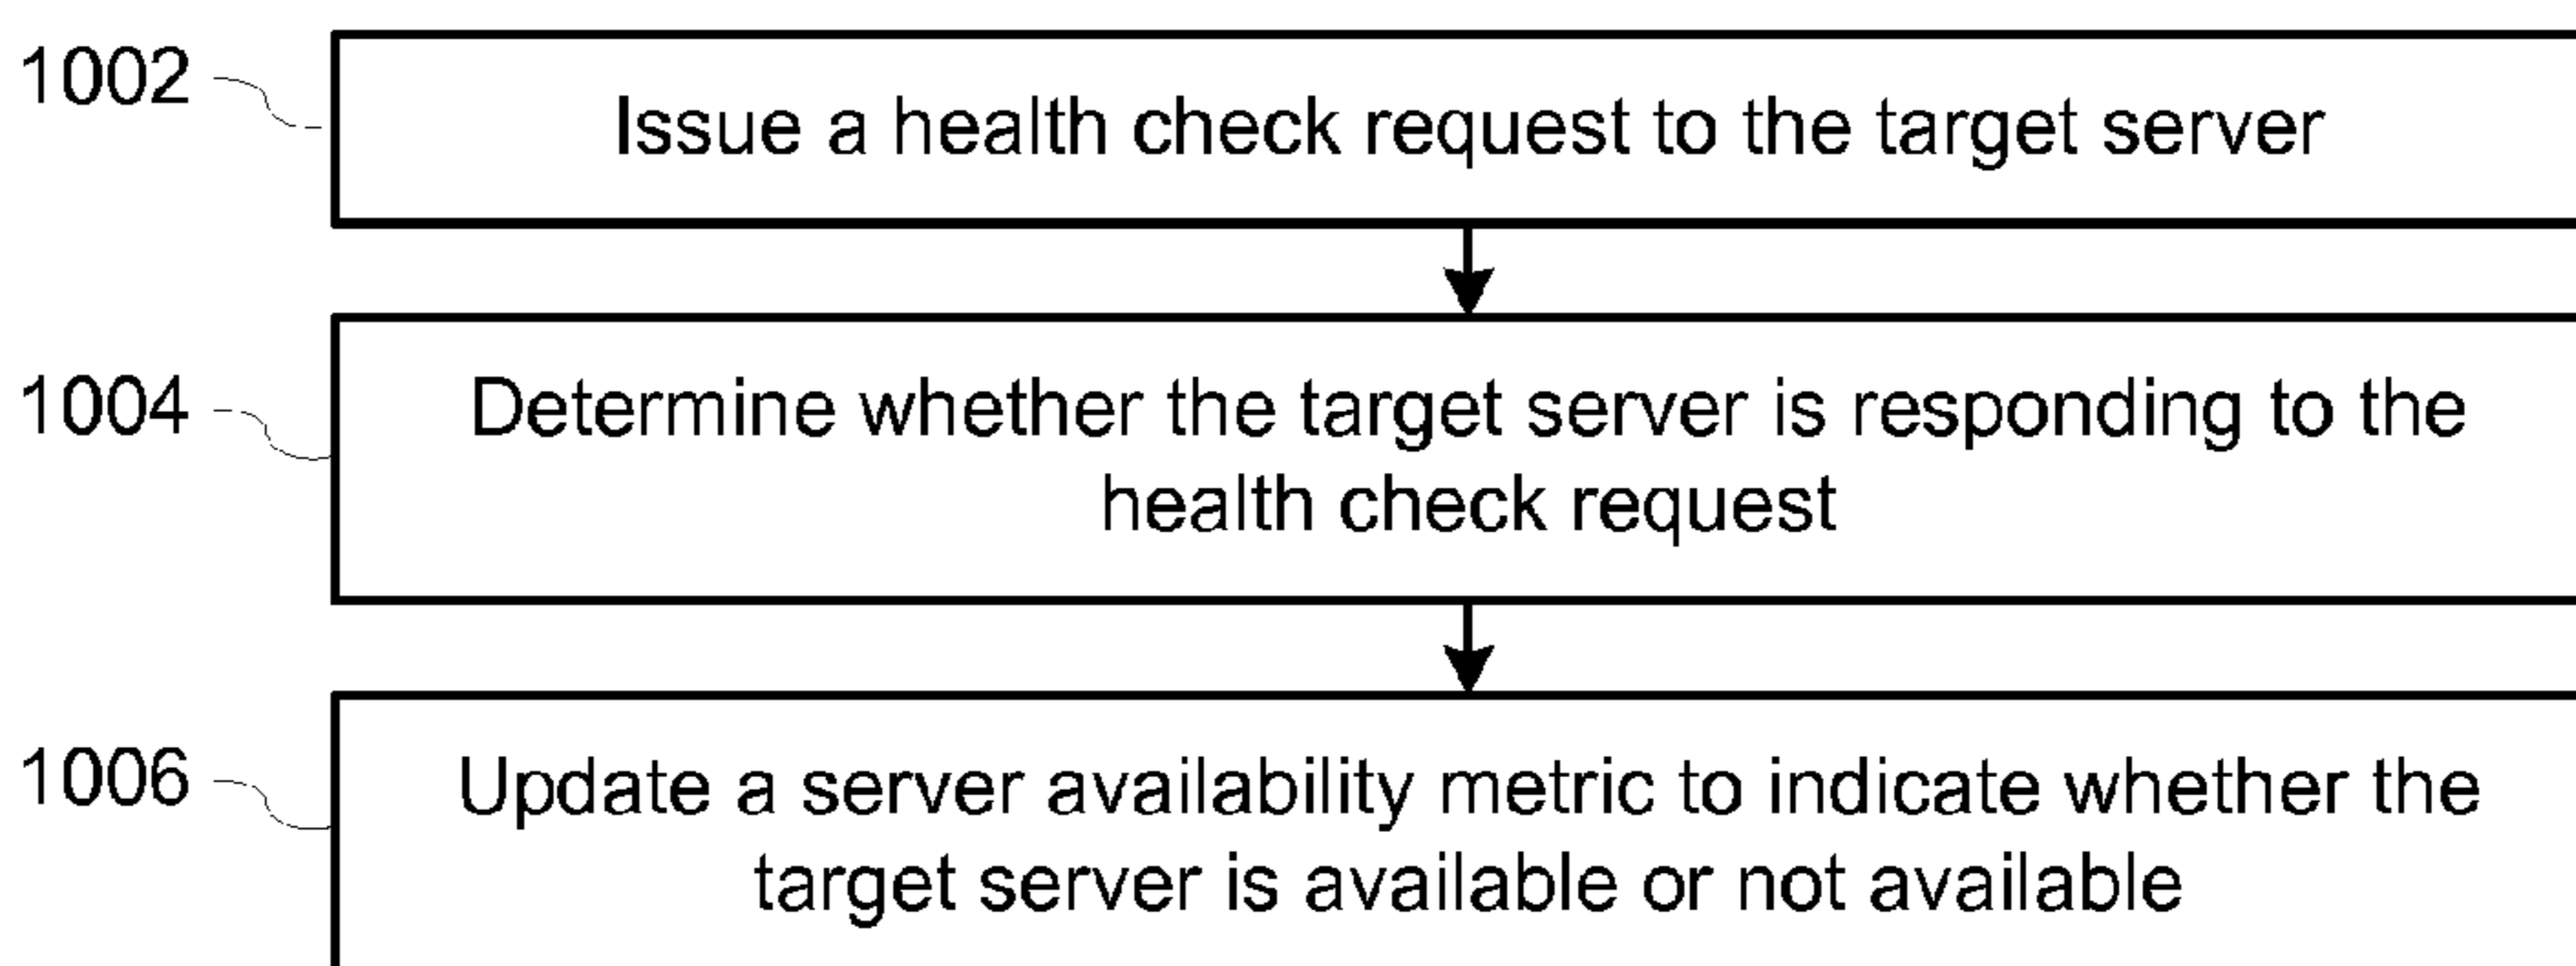 1002
Issue a health check request to the target server
1004
Determine whether the target server is responding to the
health check request
1006
Update a server availability metric to indicate whether the
target server is available or not available